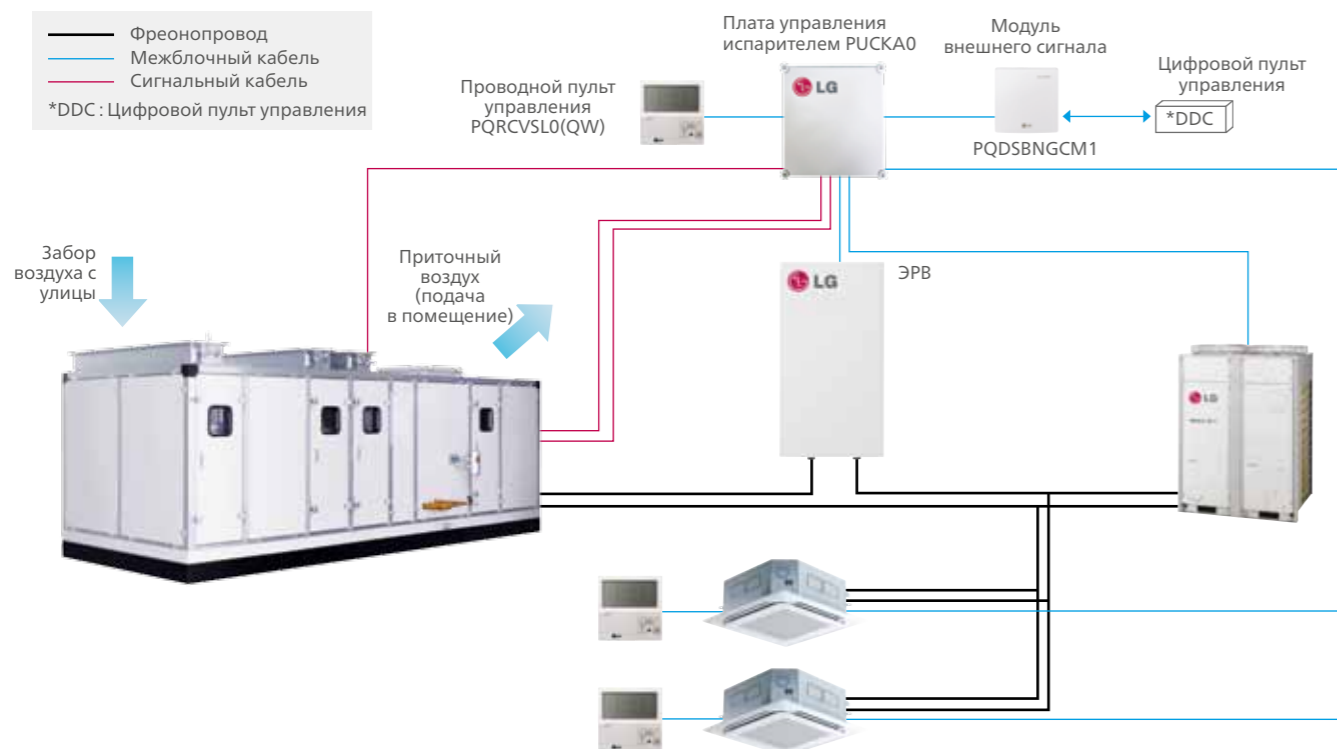 Фреонопровод
Межблочный кабель
Сигнальный кабель
*DDC : Цифровой пульт управления
Плата управления
испарителем PUCKA0
Модуль
внешнего сигнала
Цифровой пульт
управления
Проводной пульт
управления
PQRCVSL0(QW)
LG
*DDC
PQDSBNGCM1
Забор
воздуха с
улицы
Приточный
воздух
(подача
в помещение)
LG
ЭРВ
LG